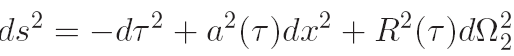 ds^2 = -d\tau^2 + a^2(\tau)dx^2 + R^2(\tau)d\Omega_2^2